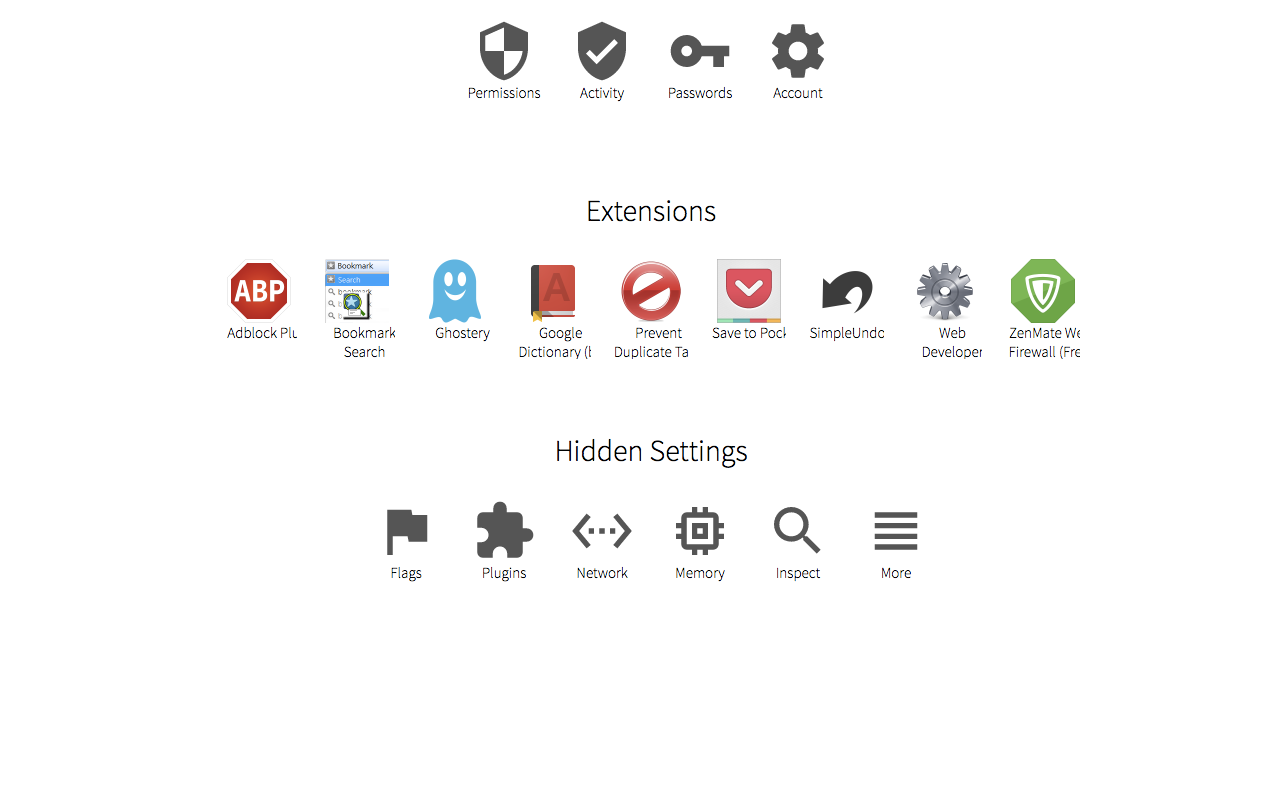 Permissions
Activity
Passwords
Account
Extensions
ABP
Adblock Plu
Bookmark
Search
Bookmark
Search
Ghostery
A
Google
Dictionary (b
Prevent
Duplicate Ta
Save to Pock
SimpleUndo
Web
Developer
ZenMate We
Firewall (Fre
Hidden Settings
Flags
Plugins
Network
Memory
Inspect
More